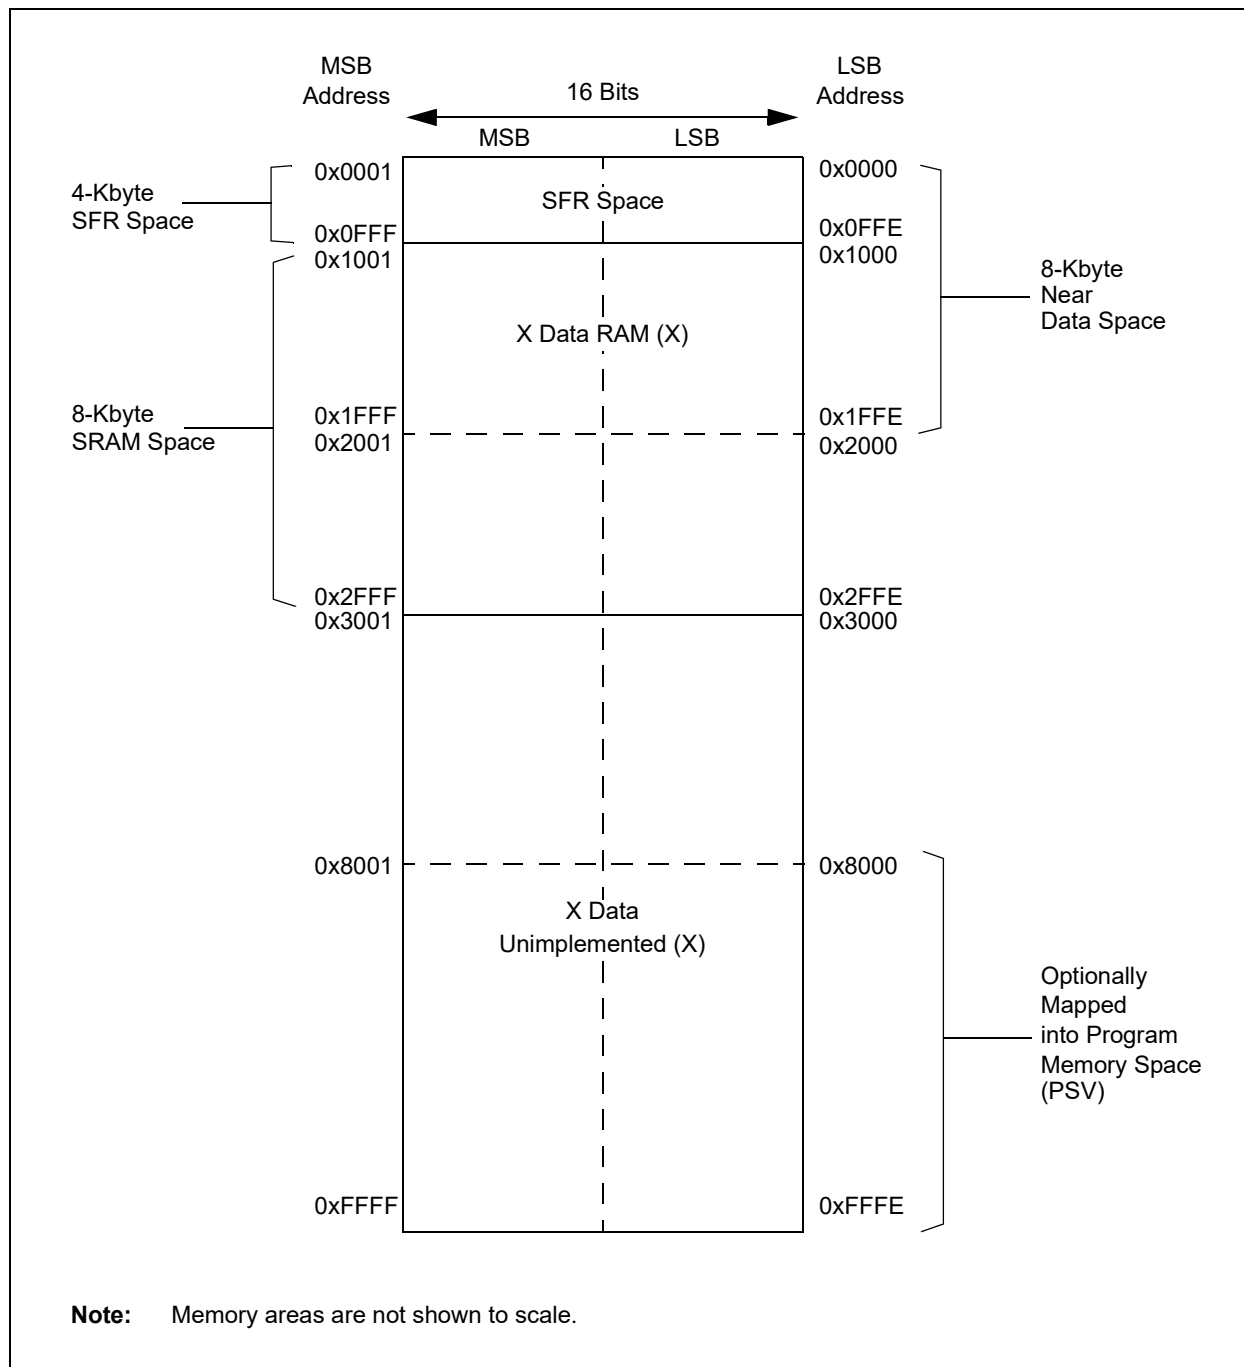 MSB
Address
LSB
Address
16 Bits
MSB
LSB
0x0001
0x0000
4-Kbyte
SFR Space
SFR Space
0x0FFF
0x0FFE
0x1001
0x1000
8-Kbyte
Near
Data Space
X Data RAM (X)
8-Kbyte
SRAM Space
0x1FFF
0x1FFE
0x2001
0x2000
0x2FFF
0x2FFE
0x3001
0x3000
0x8001
0x8000
X Data
Unimplemented (X)
Optionally
Mapped
into Program
Memory Space
(PSV)
0xFFFF
0xFFFE
Note: Memory areas are not shown to scale.